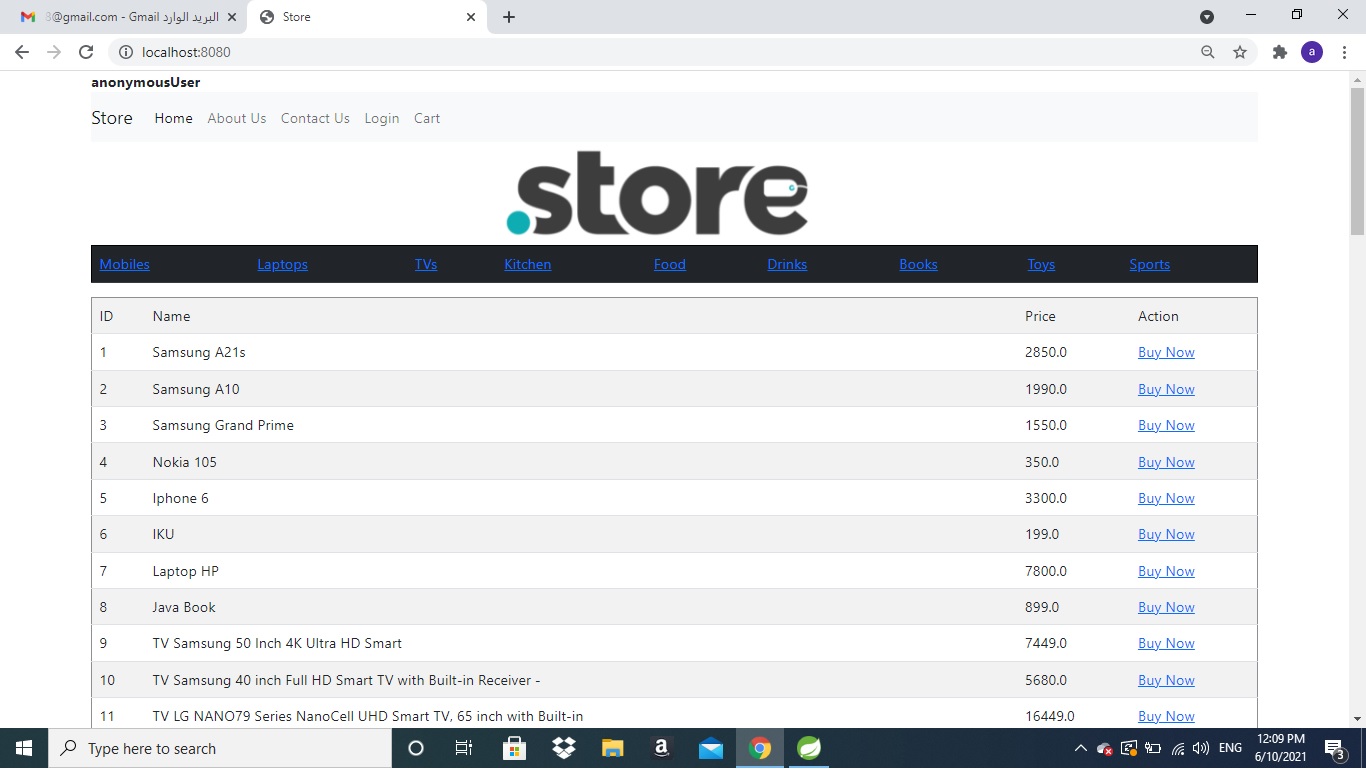 8@gmail.com - Gmail البريد الوارد
Store
localhost:8080
a
anonymousUser
Store Home About Us Contact Us Login Cart
.store
Mobiles Laptops TVs Kitchen Food Drinks Books Toys Sports
ID Name Price Action
1 Samsung A21s 2850.0 Buy Now
2 Samsung A10 1990.0 Buy Now
3 Samsung Grand Prime 1550.0 Buy Now
4 Nokia 105 350.0 Buy Now
5 Iphone 6 3300.0 Buy Now
6 IKU 199.0 Buy Now
7 Laptop HP 7800.0 Buy Now
8 Java Book 899.0 Buy Now
9 TV Samsung 50 Inch 4K Ultra HD Smart 7449.0 Buy Now
10 TV Samsung 40 inch Full HD Smart TV with Built-in Receiver - 5680.0 Buy Now
11 TV LG NANO79 Series NanoCell UHD Smart TV, 65 inch with Built-in 16449.0 Buy Now
Type here to search
a
ENG
12:09 PM
6/10/2021
3